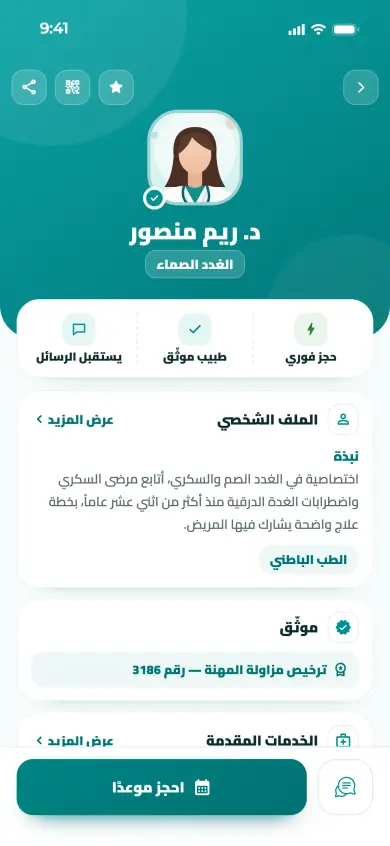 9:41
د. ريم منصور
الغدد الصماء
حجز فوري
طبيب موثّق
يستقبل الرسائل
الملف الشخصي
عرض المزيد
نبذة
اختصاصية في الغدد الصم والسكري، أتابع مرضى السكري
واضطرابات الغدة الدرقية منذ أكثر من اثني عشر عاماً، بخطة
علاج واضحة يشارك فيها المريض.
الطب الباطني
موثّق
ترخيص مزاولة المهنة — رقم 3186
الخدمات المقدمة
عرض المزيد
احجز موعدًا